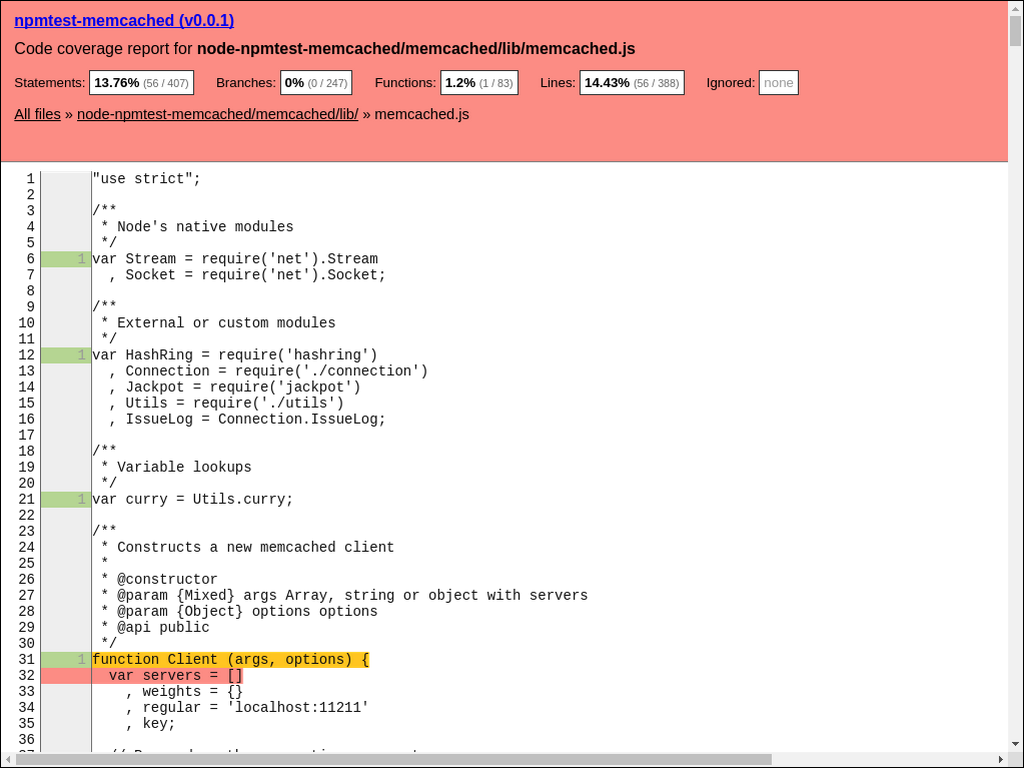 npmtest-memcached (v0.0.1)
Code coverage report for node-npmtest-memcached/memcached/lib/memcached.js
Statements: 13.76% (56 / 407) Branches: 0% (0 / 247) Functions: 1.2% (1 / 83) Lines: 14.43% (56 / 388) Ignored: none
All files » node-npmtest-memcached/memcached/lib/ » memcached.js
1 "use strict";
2
3 /**
4  * Node's native modules
5  */
6 1 var Stream = require('net').Stream
7   , Socket = require('net').Socket;
8
9 /**
10  * External or custom modules
11  */
12 1 var HashRing = require('hashring')
13   , Connection = require('./connection')
14   , Jackpot = require('jackpot')
15   , Utils = require('./utils')
16   , IssueLog = Connection.IssueLog;
17
18 /**
19  * Variable lookups
20  */
21 1 var curry = Utils.curry;
22
23 /**
24  * Constructs a new memcached client
25  *
26  * @constructor
27  * @param {Mixed} args Array, string or object with servers
28  * @param {Object} options options
29  * @api public
30  */
31 1 function Client (args, options) {
32   var servers = []
33     , weights = {}
34     , regular = 'localhost:11211'
35     , key;
36